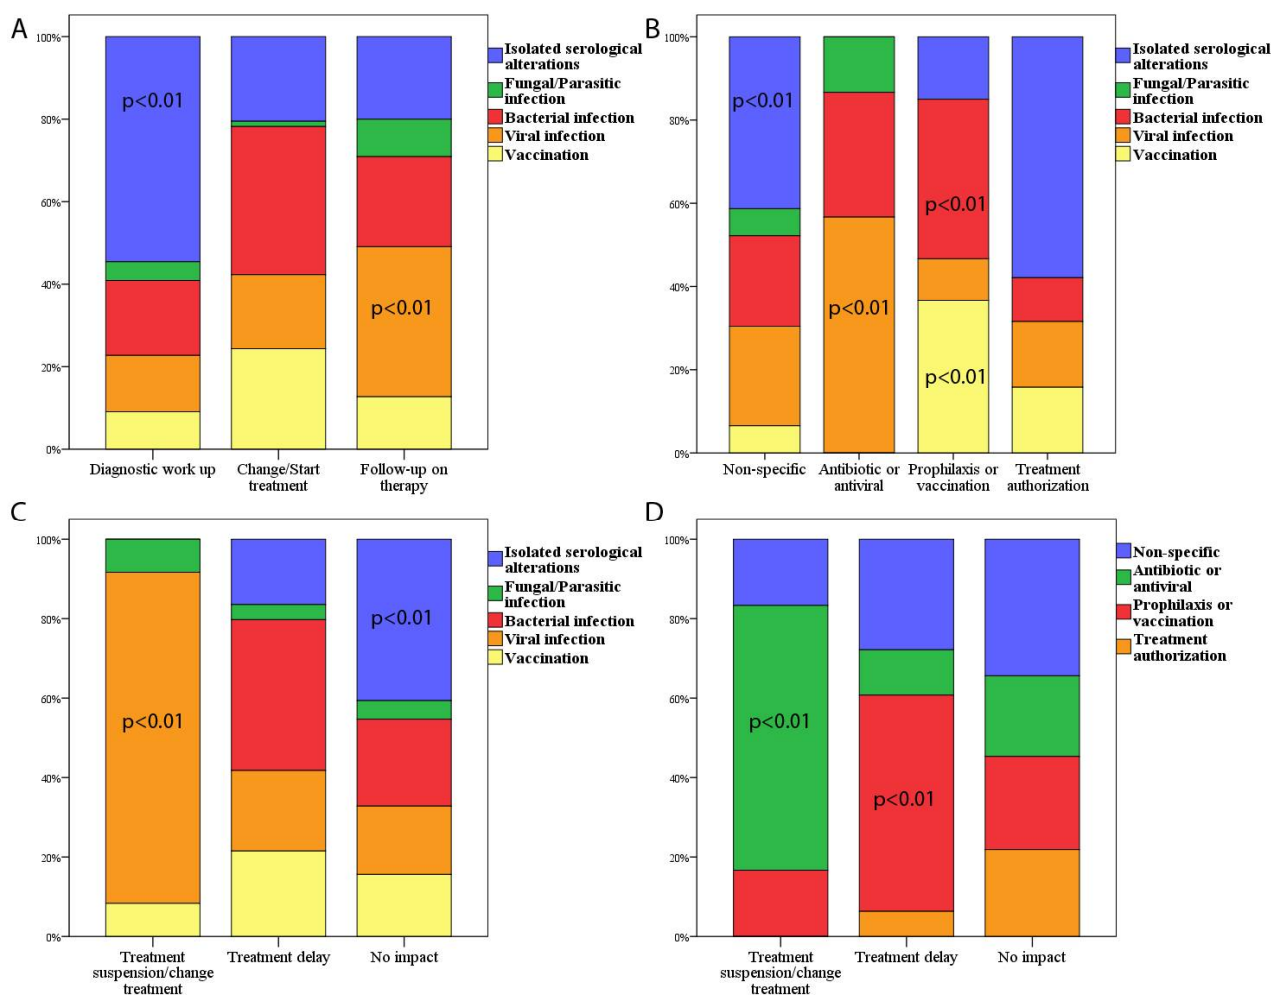 A
100%
80%
60%
40%
20%
0%
p<0.01
p<0.01
Diagnostic work up
Change/Start
treatment
Follow-up on
therapy
Isolated serological
alterations
Fungal/Parasitic
infection
Bacterial infection
Viral infection
Vaccination
B
100%
80%
60%
40%
20%
0%
p<0.01
p<0.01
p<0.01
p<0.01
Non-specific
Antibiotic or
antiviral
Prophilaxis or
vaccination
Treatment
authorization
Isolated serological
alterations
Fungal/Parasitic
infection
Bacterial infection
Viral infection
Vaccination
C
100%
80%
60%
40%
20%
0%
p<0.01
p<0.01
Treatment
suspension/change
treatment
Treatment delay
No impact
Isolated serological
alterations
Fungal/Parasitic
infection
Bacterial infection
Viral infection
Vaccination
D
100%
80%
60%
40%
20%
0%
p<0.01
p<0.01
Treatment
suspension/change
treatment
Treatment delay
No impact
Non-specific
Antibiotic or
antiviral
Prophilaxis or
vaccination
Treatment
authorization